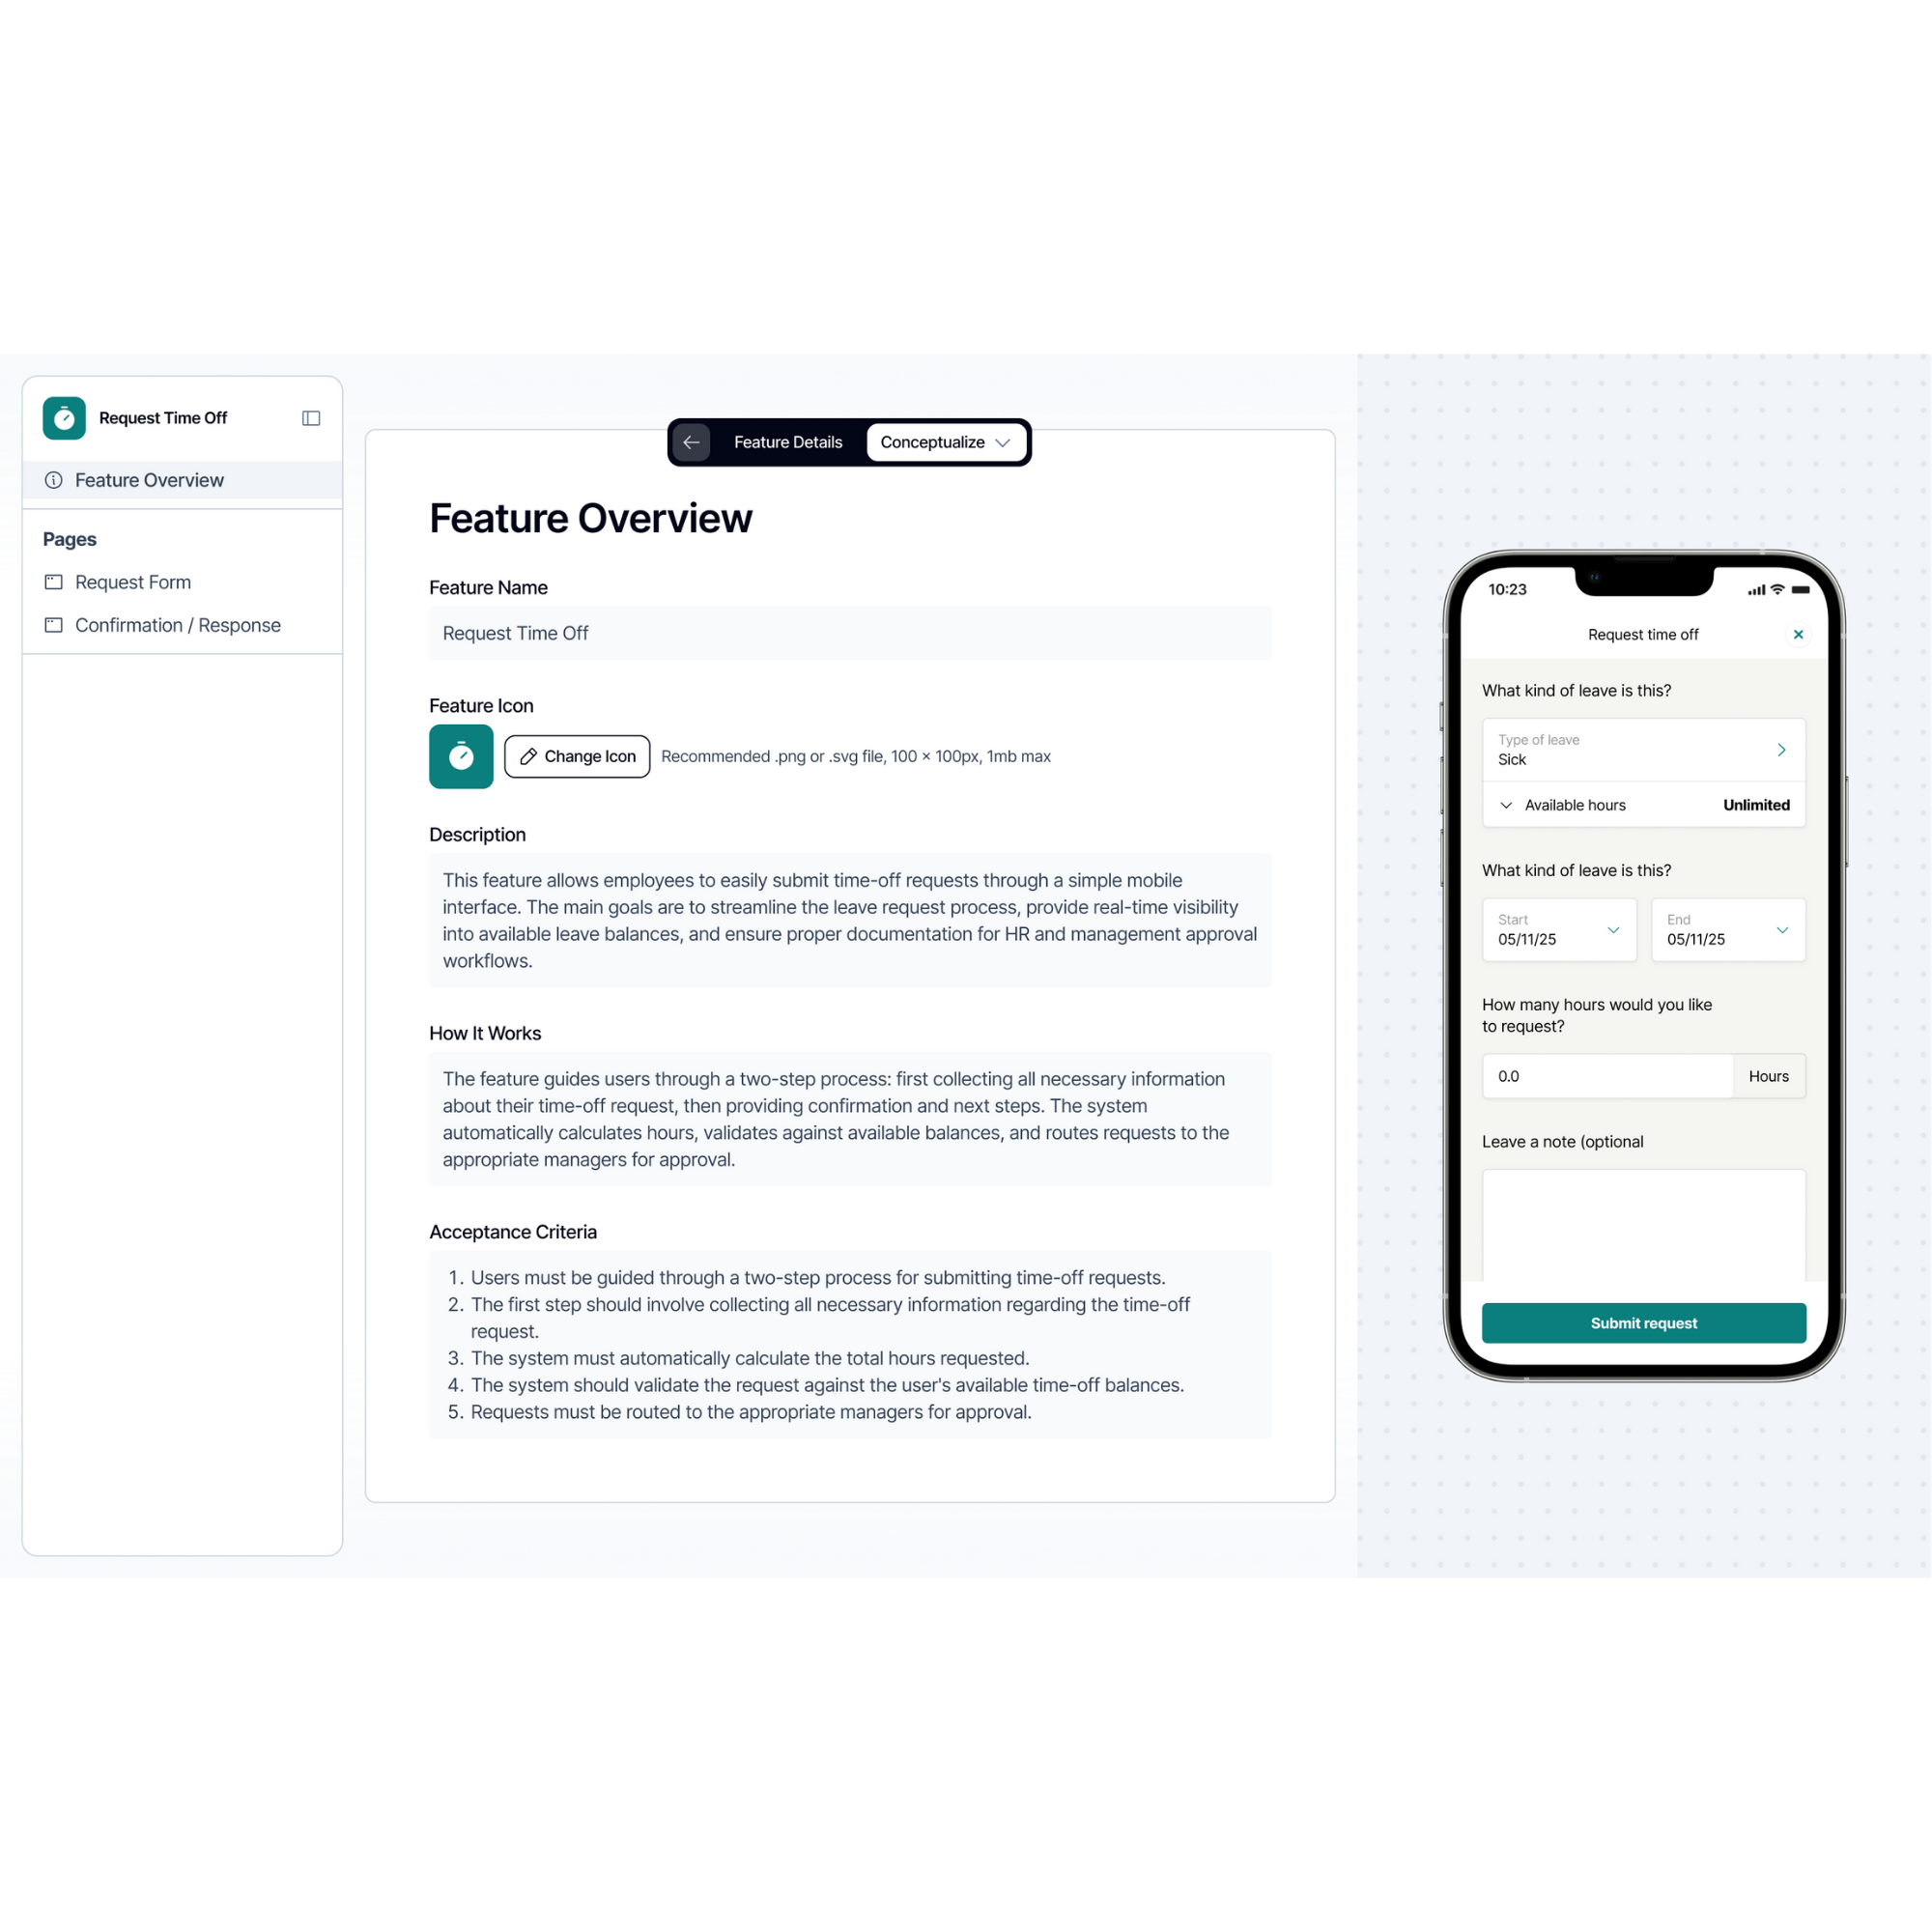 Request Time Off
Feature Overview
Pages
Request Form
Confirmation / Response
Feature Details
Conceptualize
Feature Overview
Feature Name
Request Time Off
Feature Icon
Change Icon
Recommended .png or .svg file, 100 × 100px, 1mb max
Description
This feature allows employees to easily submit time-off requests through a simple mobile
interface. The main goals are to streamline the leave request process, provide real-time visibility
into available leave balances, and ensure proper documentation for HR and management approval
workflows.
How It Works
The feature guides users through a two-step process: first collecting all necessary information
about their time-off request, then providing confirmation and next steps. The system
automatically calculates hours, validates against available balances, and routes requests to the
appropriate managers for approval.
Acceptance Criteria
1. Users must be guided through a two-step process for submitting time-off requests.
2. The first step should involve collecting all necessary information regarding the time-off
request.
3. The system must automatically calculate the total hours requested.
4. The system should validate the request against the user's available time-off balances.
5. Requests must be routed to the appropriate managers for approval.
10:23
Request time off
What kind of leave is this?
Type of leave
Sick
Available hours
Unlimited
What kind of leave is this?
Start
05/11/25
End
05/11/25
How many hours would you like
to request?
0.0
Hours
Leave a note (optional
Submit request